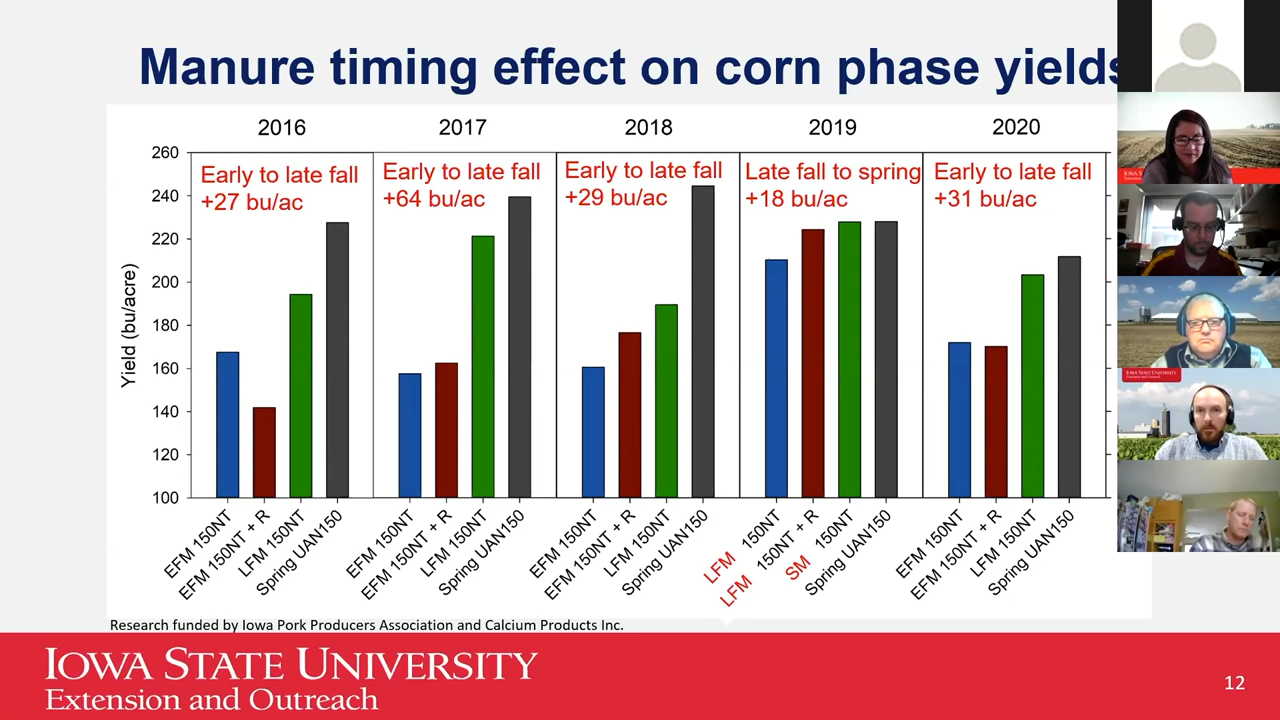 Manure timing effect on corn phase yields
2016
2017
2018
2019
2020
Early to late fall
+27 bu/ac
Early to late fall
+64 bu/ac
Early to late fall
+29 bu/ac
Late fall to spring
+18 bu/ac
Early to late fall
+31 bu/ac
Yield (bu/acre)
260
240
220
200
180
160
140
120
100
EFM 150NT
EFM 150NT + R
LFM 150NT
Spring UAN150
EFM 150NT
EFM 150NT + R
LFM 150NT
Spring UAN150
EFM 150NT
EFM 150NT + R
LFM 150NT
Spring UAN150
LFM 150NT
LFM 150NT + R
SM 150NT
Spring UAN150
EFM 150NT
EFM 150NT + R
LFM 150NT
Spring UAN150
Research funded by Iowa Pork Producers Association and Calcium Products Inc.
IOWA STATE UNIVERSITY
Extension and Outreach
12
IOWA STATE UNIVERSITY
Extension and Outreach